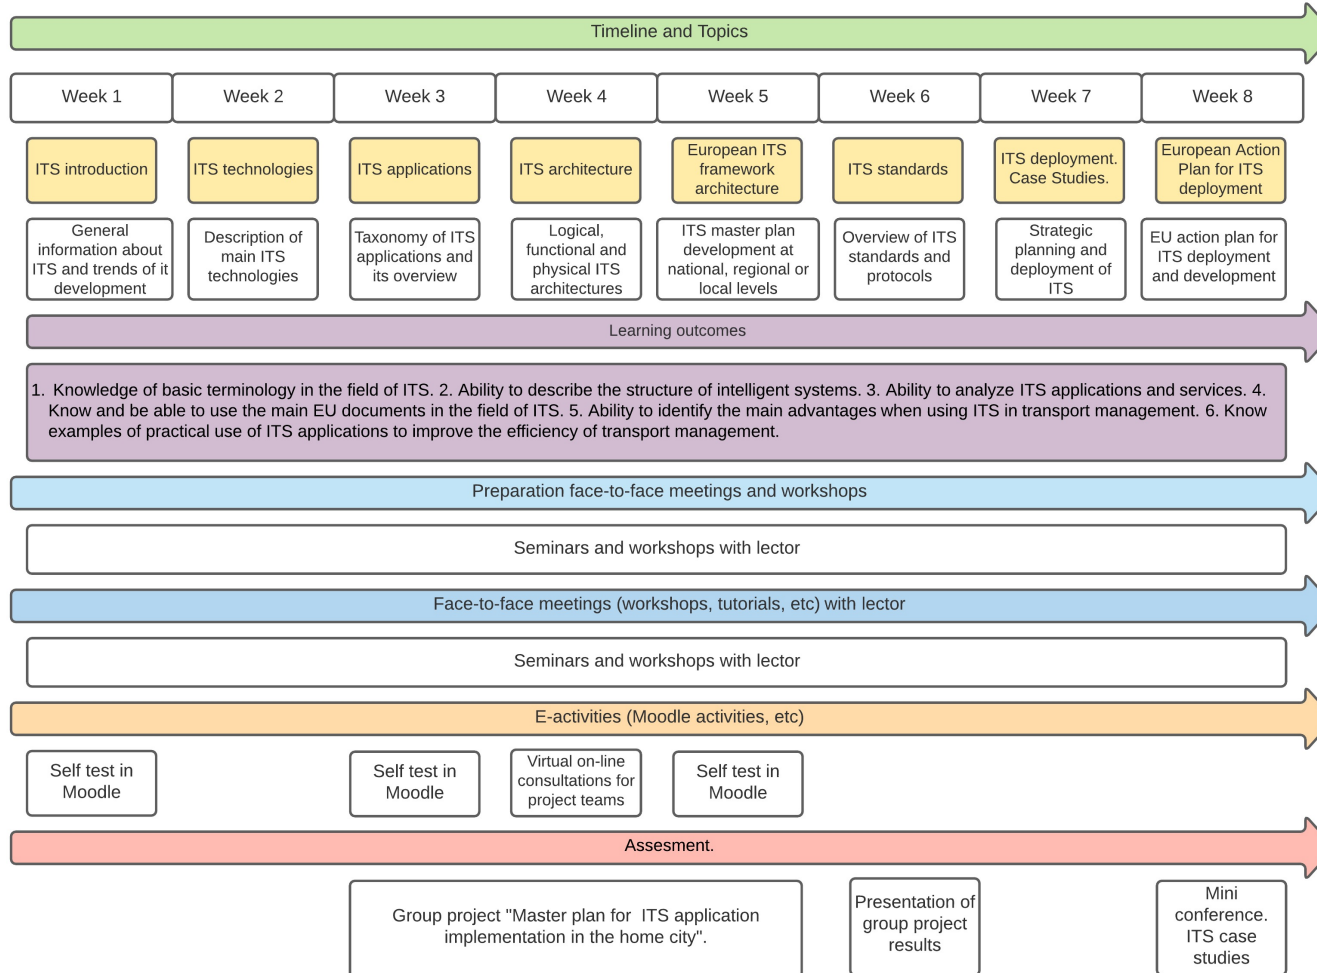 Timeline and Topics
Week 1
Week 2
Week 3
Week 4
Week 5
Week 6
Week 7
Week 8
ITS introduction
ITS technologies
ITS applications
ITS architecture
European ITS
framework
architecture
ITS standards
ITS deployment.
Case Studies.
European Action
Plan for ITS
deployment
General
information about
ITS and trends of it
development
Description of
main ITS
technologies
Taxonomy of ITS
applications and
its overview
Logical,
functional and
physical ITS
architectures
ITS master plan
development at
national, regional or
local levels
Overview of ITS
standards and
protocols
Strategic
planning and
deployment of
ITS
EU action plan for
ITS deployment
and development
Learning outcomes
1. Knowledge of basic terminology in the field of ITS. 2. Ability to describe the structure of intelligent systems. 3. Ability to analyze ITS applications and services. 4.
Know and be able to use the main EU documents in the field of ITS. 5. Ability to identify the main advantages when using ITS in transport management. 6. Know
examples of practical use of ITS applications to improve the efficiency of transport management.
Preparation face-to-face meetings and workshops
Seminars and workshops with lector
Face-to-face meetings (workshops, tutorials, etc) with lector
Seminars and workshops with lector
E-activities (Moodle activities, etc)
Self test in
Moodle
Self test in
Moodle
Virtual on-line
consultations for
project teams
Self test in
Moodle
Assesment.
Group project "Master plan for ITS application
implementation in the home city".
Presentation of
group project
results
Mini
conference.
ITS case
studies